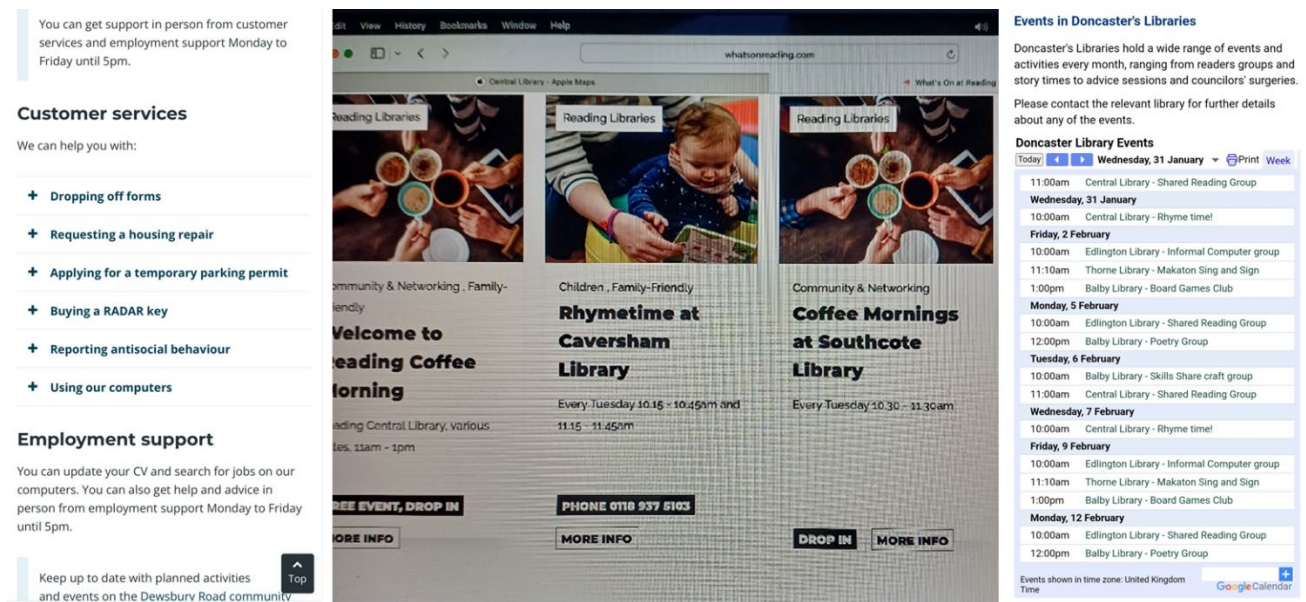 You can get support in person from customer
services and employment support Monday to
Friday until 5pm.
Customer services
We can help you with:
+ Dropping off forms
+ Requesting a housing repair
+ Applying for a temporary parking permit
+ Buying a RADAR key
+ Reporting antisocial behaviour
+ Using our computers
Employment support
You can update your CV and search for jobs on our
computers. You can also get help and advice in
person from employment support Monday to Friday
until 5pm.
Keep up to date with planned activities
and events on the Dewsbury Road community
Top
dit View History Bookmarks Window Help
whatsonreading.com
Central Library - Apple Maps
What's On at Reading
Reading Libraries
ommunity & Networking , Family-
iendly
Welcome to
eading Coffee
orning
ading Central Library, various
tes, 11am - 1pm
REE EVENT, DROP IN
ORE INFO
Reading Libraries
Children , Family-Friendly
Rhymetime at
Caversham
Library
Every Tuesday 10.15 - 10.45am and
11.15 - 11.45am
PHONE 0118 937 5103
MORE INFO
Reading Libraries
Community & Networking
Coffee Mornings
at Southcote
Library
Every Tuesday 10.30 - 11.30am
DROP IN MORE INFO
Events in Doncaster's Libraries
Doncaster's Libraries hold a wide range of events and
activities every month, ranging from readers groups and
story times to advice sessions and councilors' surgeries.
Please contact the relevant library for further details
about any of the events.
Doncaster Library Events
Today Wednesday, 31 January Print Week
11:00am Central Library - Shared Reading Group
Wednesday, 31 January
10:00am Central Library - Rhyme time!
Friday, 2 February
10:00am Edlington Library - Informal Computer group
11:10am Thorne Library - Makaton Sing and Sign
1:00pm Balby Library - Board Games Club
Monday, 5 February
10:00am Edlington Library - Shared Reading Group
12:00pm Balby Library - Poetry Group
Tuesday, 6 February
10:00am Balby Library - Skills Share craft group
11:00am Central Library - Shared Reading Group
Wednesday, 7 February
10:00am Central Library - Rhyme time!
Friday, 9 February
10:00am Edlington Library - Informal Computer group
11:10am Thorne Library - Makaton Sing and Sign
1:00pm Balby Library - Board Games Club
Monday, 12 February
10:00am Edlington Library - Shared Reading Group
12:00pm Balby Library - Poetry Group
Events shown in time zone: United Kingdom
Time
Google Calendar